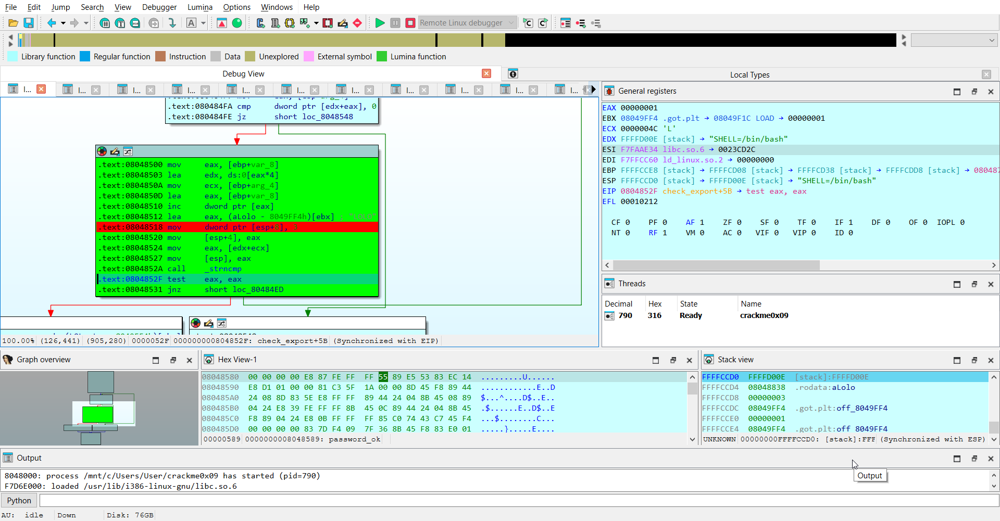 File Edit Jump Search View Debugger Lumina Options Windows Help
Remote Linux debugger
Library function Regular function Instruction Data Unexplored External symbol Lumina function
Debug View
Local Types
I... I... I... I... I... I... I... I... I... I... I...
General registers
.text:080484FA cmp dword ptr [edx+eax], 0
.text:080484FE jz short loc_8048548
.text:08048500 mov eax, [ebp+var_8]
.text:08048503 lea edx, ds:0[eax*4]
.text:0804850A mov ecx, [ebp+arg_4]
.text:0804850D lea eax, [ebp+var_8]
.text:08048510 inc dword ptr [eax]
.text:08048512 lea eax, (aLolo - 8049FF4h)[ebx] ; "LOLO"
.text:08048518 mov dword ptr [esp+8], 3
.text:08048520 mov [esp+4], eax
.text:08048524 mov eax, [edx+ecx]
.text:08048527 mov [esp], eax
.text:0804852A call _strncmp
.text:0804852F test eax, eax
.text:08048531 jnz short loc_80484ED
100.00% (126,441) (905,280) 0000052F 000000000804852F: check_export+5B (Synchronized with EIP)
EAX 00000001
EBX 08049FF4 .got.plt → 08049F1C LOAD → 00000001
ECX 0000004C 'L'
EDX FFFFD00E [stack] → "SHELL=/bin/bash"
ESI F7FAAE34 libc.so.6 → 0023CD2C
EDI F7FFCC60 ld_linux.so.2 → 00000000
EBP FFFFCCE8 [stack] → FFFFCD08 [stack] → FFFFCD38 [stack] → FFFFCDD8 [stack] → 080487
ESP FFFFCCD0 [stack] → FFFFD00E [stack] → "SHELL=/bin/bash"
EIP 0804852F check_export+5B → test eax, eax
EFL 00010212
CF 0 PF 0 AF 1 ZF 0 SF 0 TF 0 IF 1 DF 0 OF 0 IOPL 0
NT 0 RF 1 VM 0 AC 0 VIF 0 VIP 0 ID 0
Threads
Decimal Hex State Name
790 316 Ready crackme0x09
Graph overview
Hex View-1
08048580 00 00 00 00 E8 87 FE FF FF 55 89 E5 53 83 EC 14 .........U......
08048590 E8 D1 01 00 00 81 C3 5F 1A 00 00 8D 45 F8 89 44 ............E..D
080485A0 24 08 8D 83 5E E8 FF FF 89 44 24 04 8B 45 08 89 $...^....D$..E..
080485B0 04 24 E8 39 FE FF FF 8B 45 0C 89 44 24 04 8B 45 .$......E..D$..E
080485C0 F8 89 04 24 E8 0B FF FF FF 85 C0 74 43 C7 45 F4 ...$........C...
080485D0 00 00 00 00 83 7D F4 09 7F 36 8B 45 F8 83 E0 01 .....}.....E....
00000589 0000000008048589: password_ok
Stack view
FFFFCCD0 FFFFD00E [stack]:FFFFD00E
FFFFCCD4 08048838 .rodata:aLolo
FFFFCCD8 00000003
FFFFCCDC 08049FF4 .got.plt:off_8049FF4
FFFFCCE0 00000001
FFFFCCE4 08049FF4 .got.plt:off_8049FF4
UNKNOWN 00000000FFFFCCD0: [stack]:FFF (Synchronized with ESP)
Output
8048000: process /mnt/c/Users/User/crackme0x09 has started (pid=790)
F7D6E000: loaded /usr/lib/i386-linux-gnu/libc.so.6
Output
Python
AU: idle Down Disk: 76GB